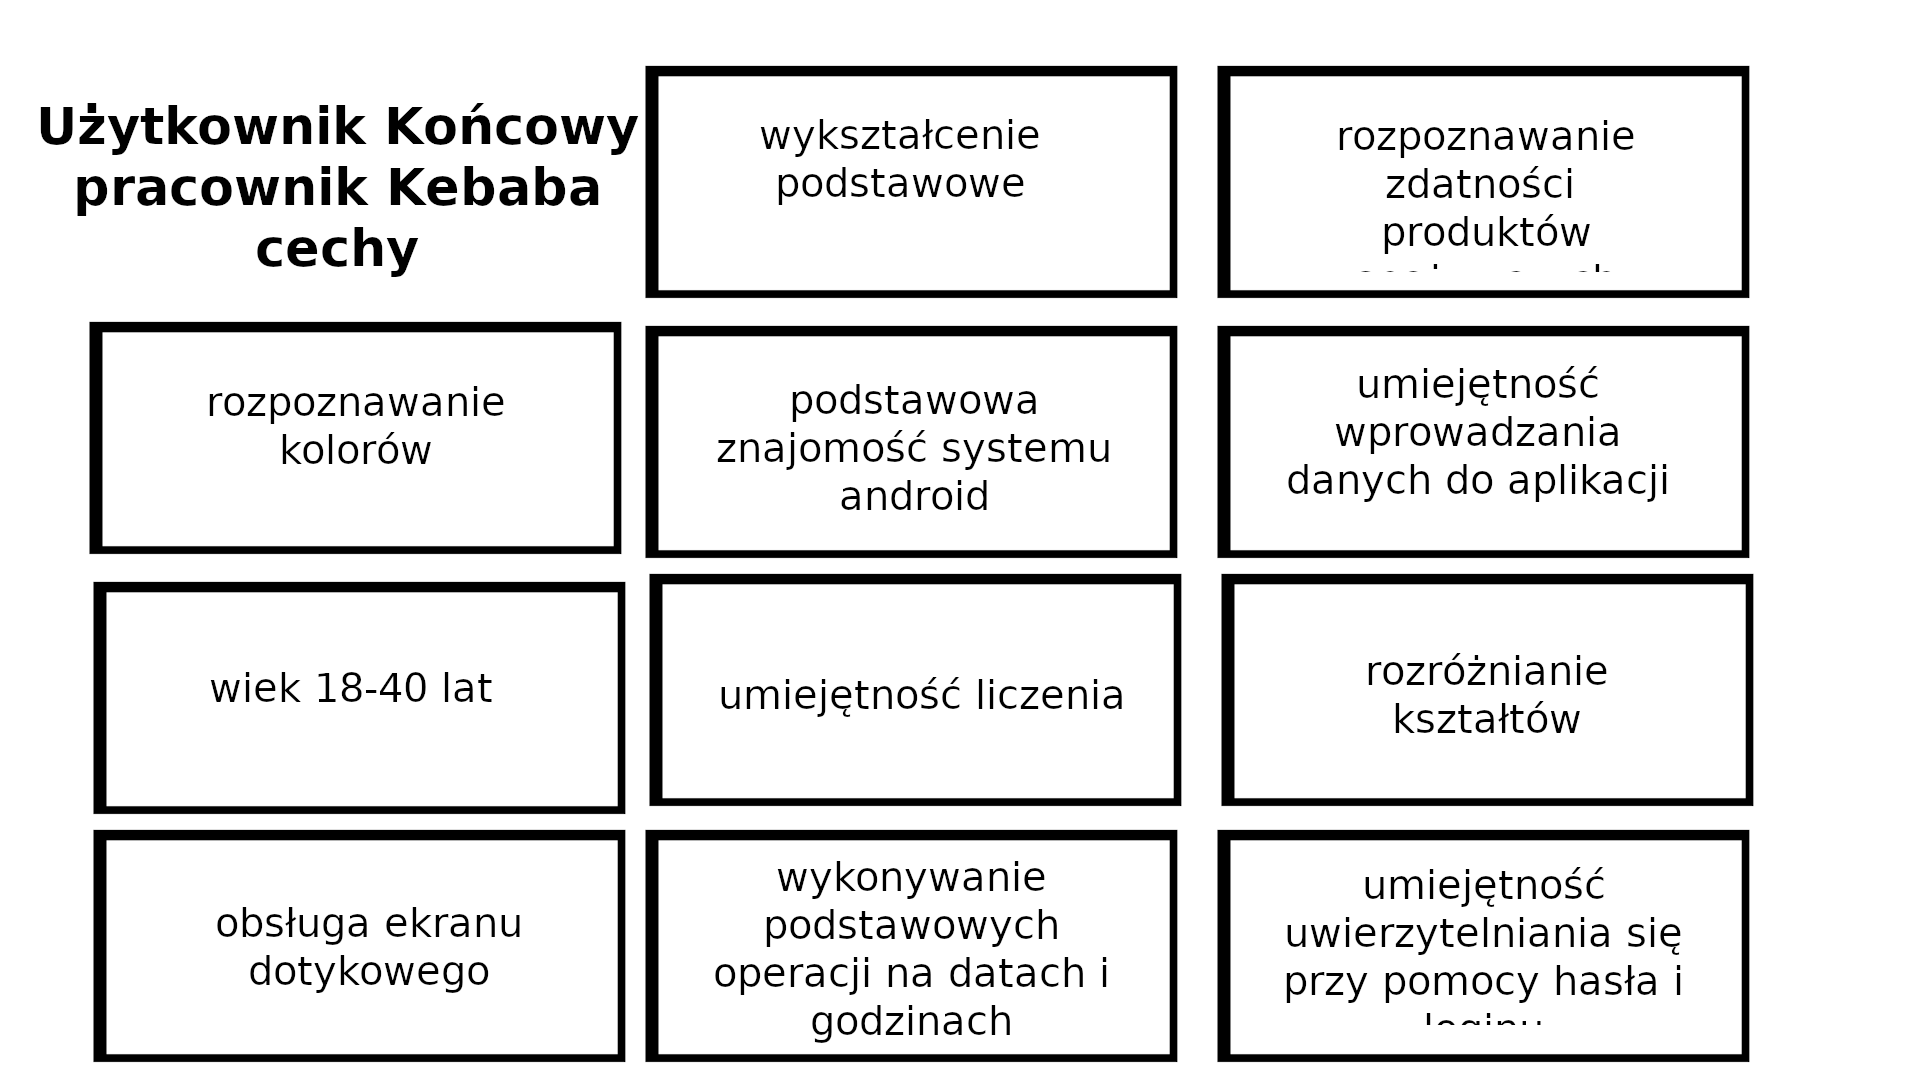 Użytkownik Końcowy
pracownik Kebaba
cechy
wykształcenie
podstawowe
rozpoznawanie
zdatności
produktów
rozpoznawanie
kolorów
podstawowa
znajomość systemu
android
umiejętność
wprowadzania
danych do aplikacji
wiek 18-40 lat
umiejętność liczenia
rozróżnianie
kształtów
obsługa ekranu
dotykowego
wykonywanie
podstawowych
operacji na datach i
godzinach
umiejętność
uwierzytelniania się
przy pomocy hasła i
loginu